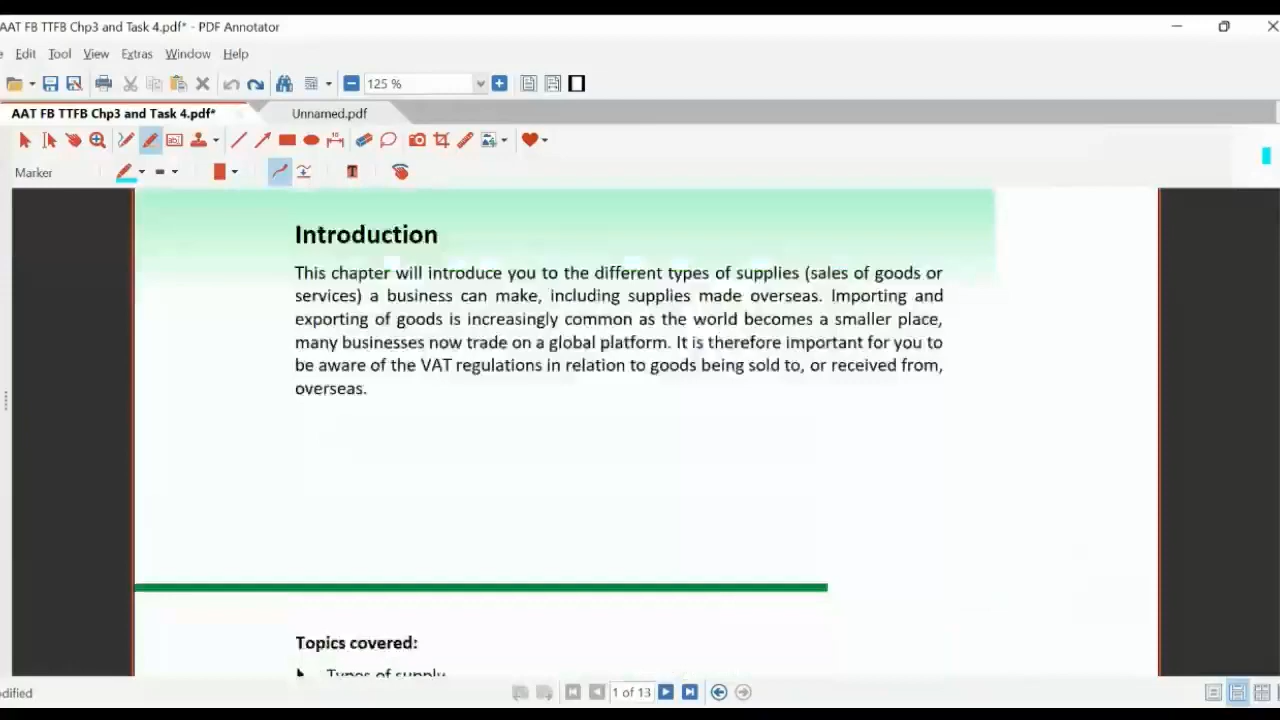 AAT FB TTFB Chp3 and Task 4.pdf* - PDF Annotator
Edit Tool View Extras Window Help
125 %
AAT FB TTFB Chp3 and Task 4.pdf* Unnamed.pdf
Marker
Introduction
This chapter will introduce you to the different types of supplies (sales of goods or
services) a business can make, including supplies made overseas. Importing and
exporting of goods is increasingly common as the world becomes a smaller place,
many businesses now trade on a global platform. It is therefore important for you to
be aware of the VAT regulations in relation to goods being sold to, or received from,
overseas.
Topics covered:
Types of supply
odified
1 of 13